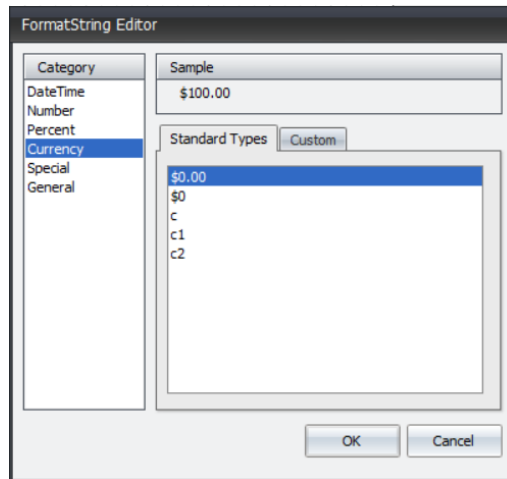 FormatString Editor
Category
DateTime
Number
Percent
Currency
Special
General
Sample
$100.00
Standard Types
Custom
$0.00
$0
c
c1
c2
OK
Cancel